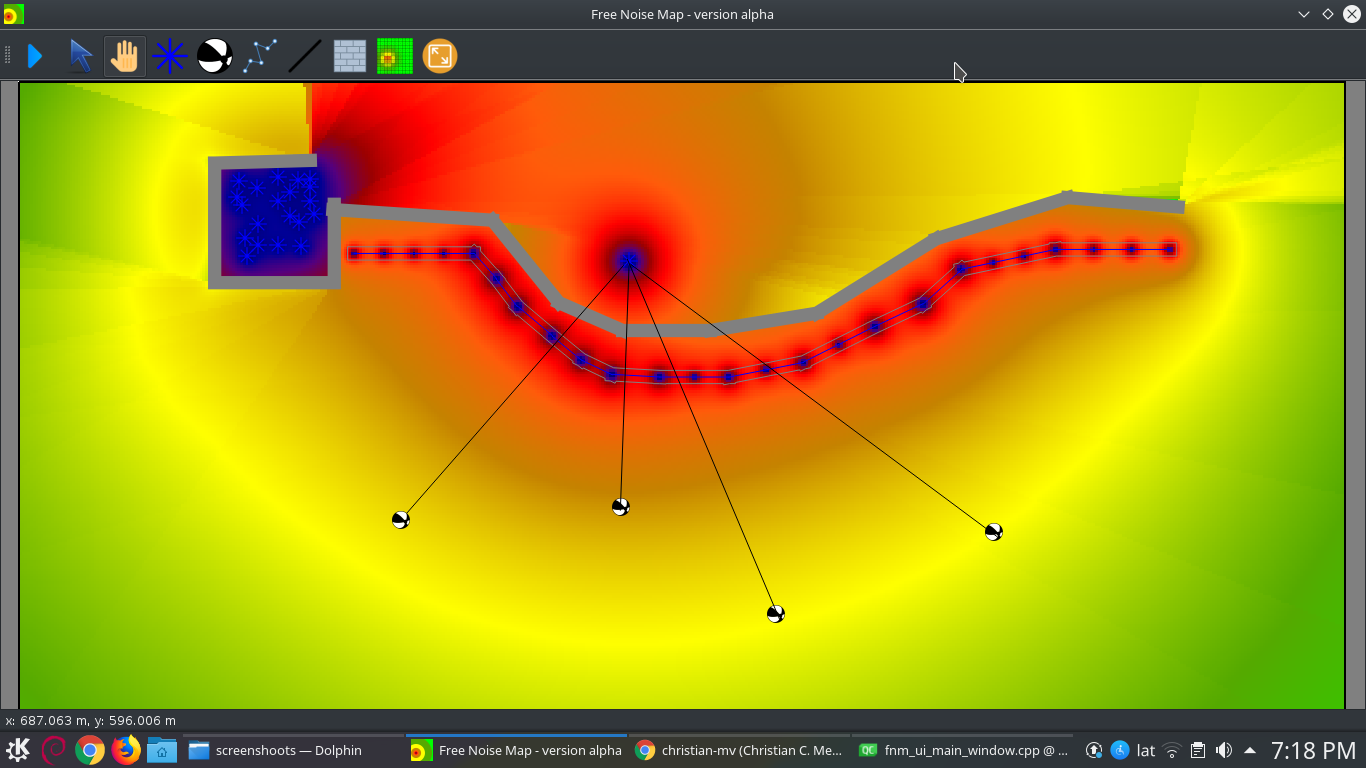 Free Noise Map - version alpha
x: 687.063 m, y: 596.006 m
screenshoots — Dolphin
Free Noise Map - version alpha
christian-mv (Christian C. Me...
QC
fnm_ui_main_window.cpp @ ...
lat
7:18 PM